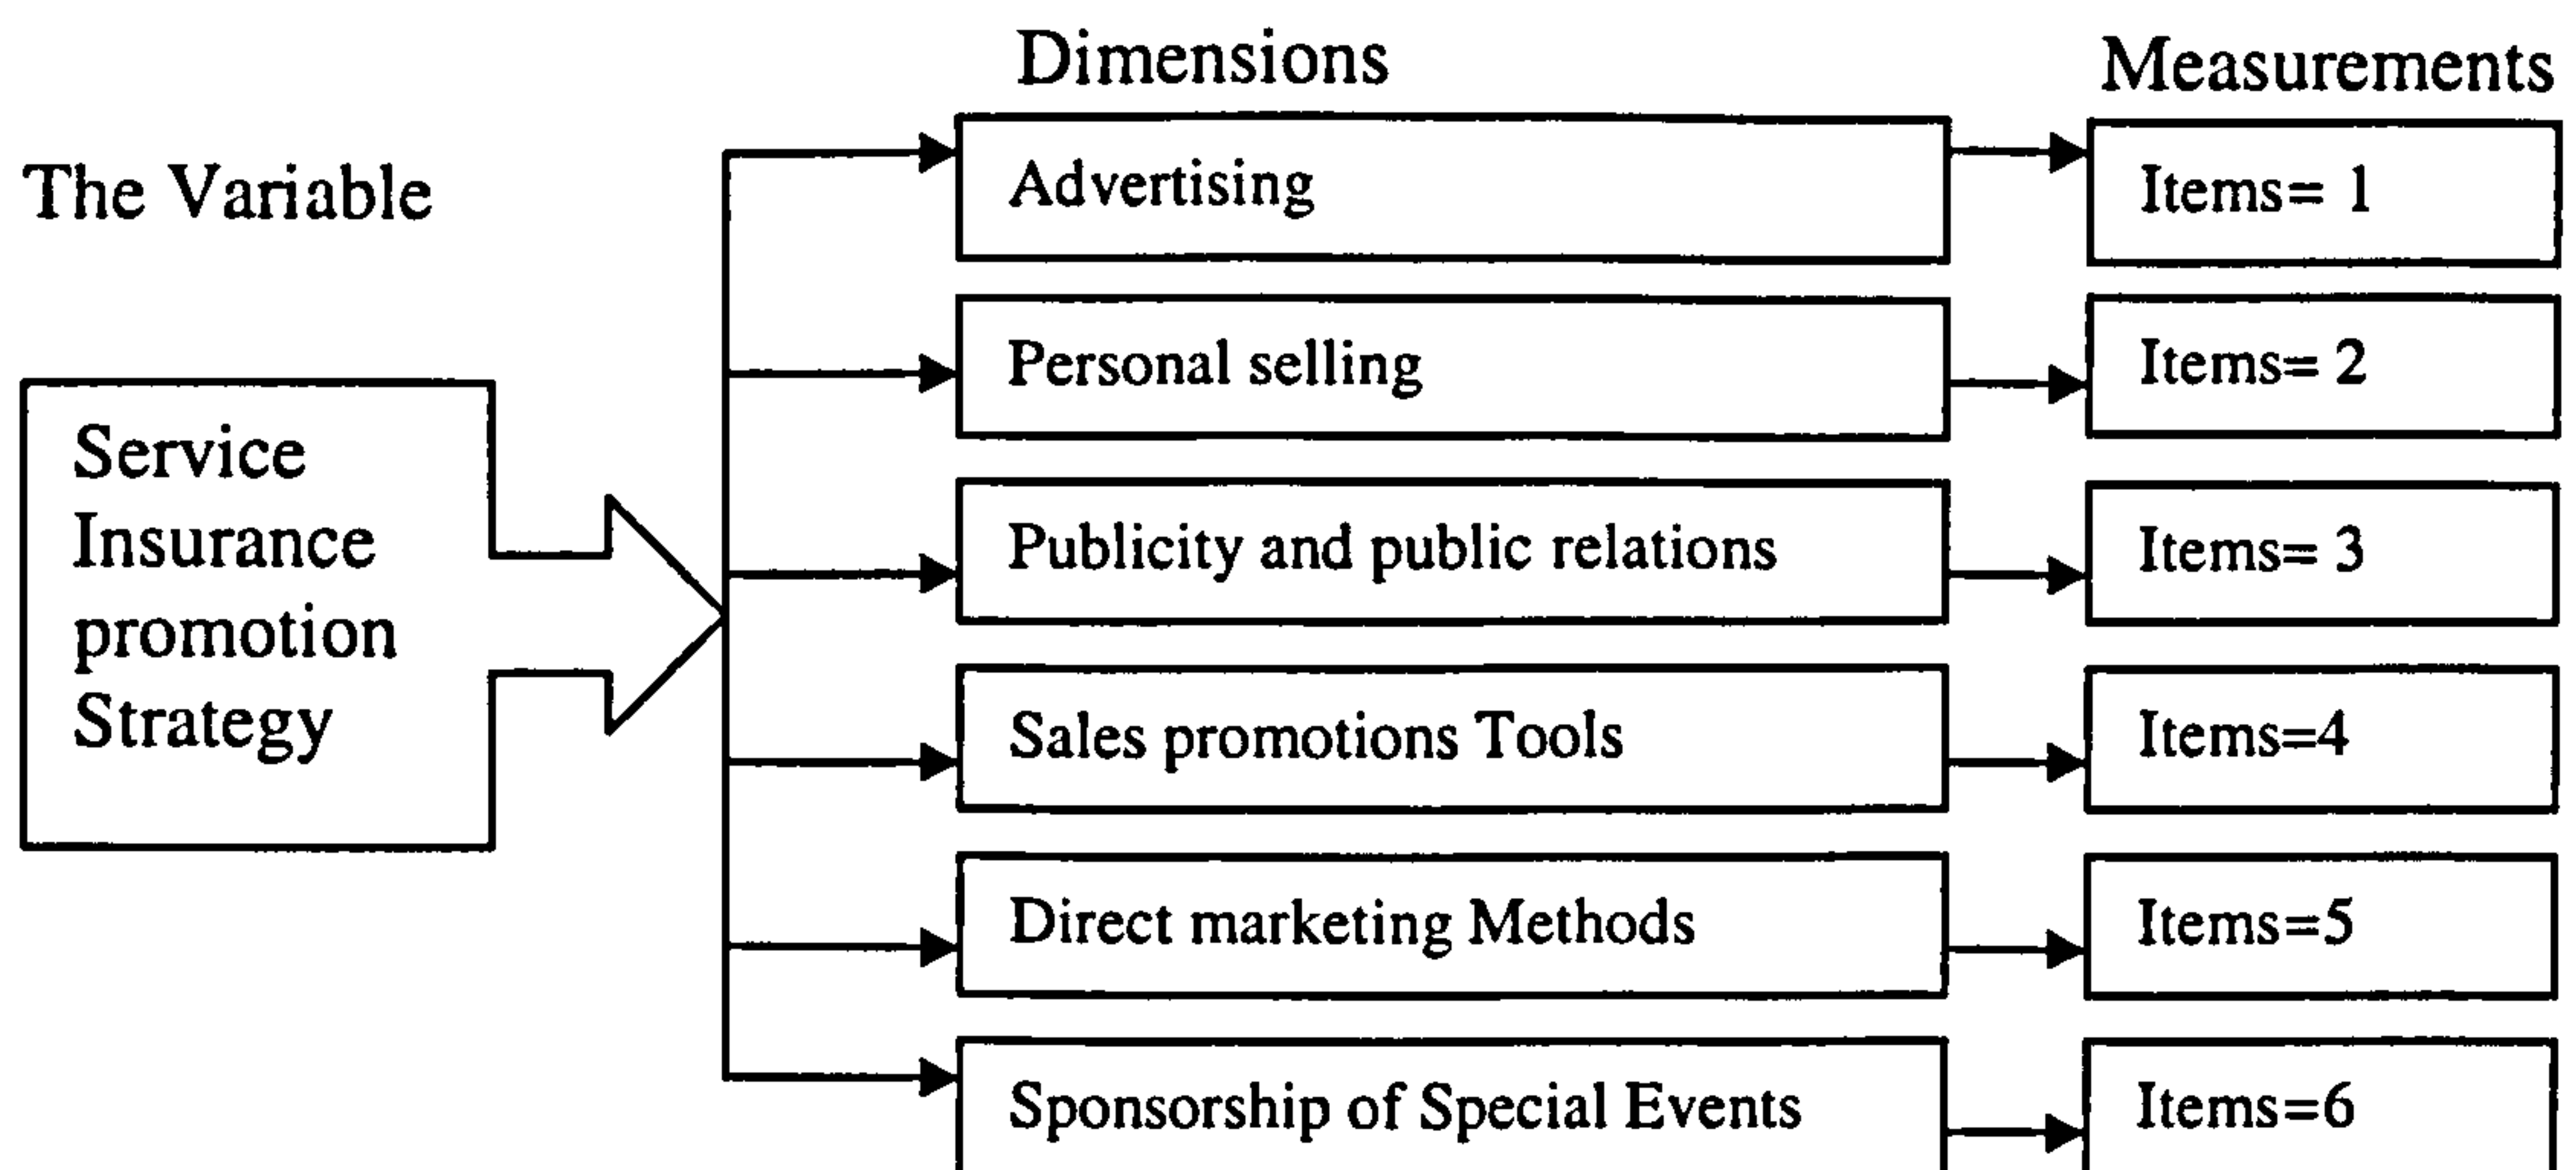 Dimensions
Measurements
The Variable
Service
Insurance
promotion
Strategy
Advertising
Items= 1
Personal selling
Items= 2
Publicity and public relations
Items= 3
Sales promotions Tools
Items=4
Direct marketing Methods
Items=5
Sponsorship of Special Events
Items=6